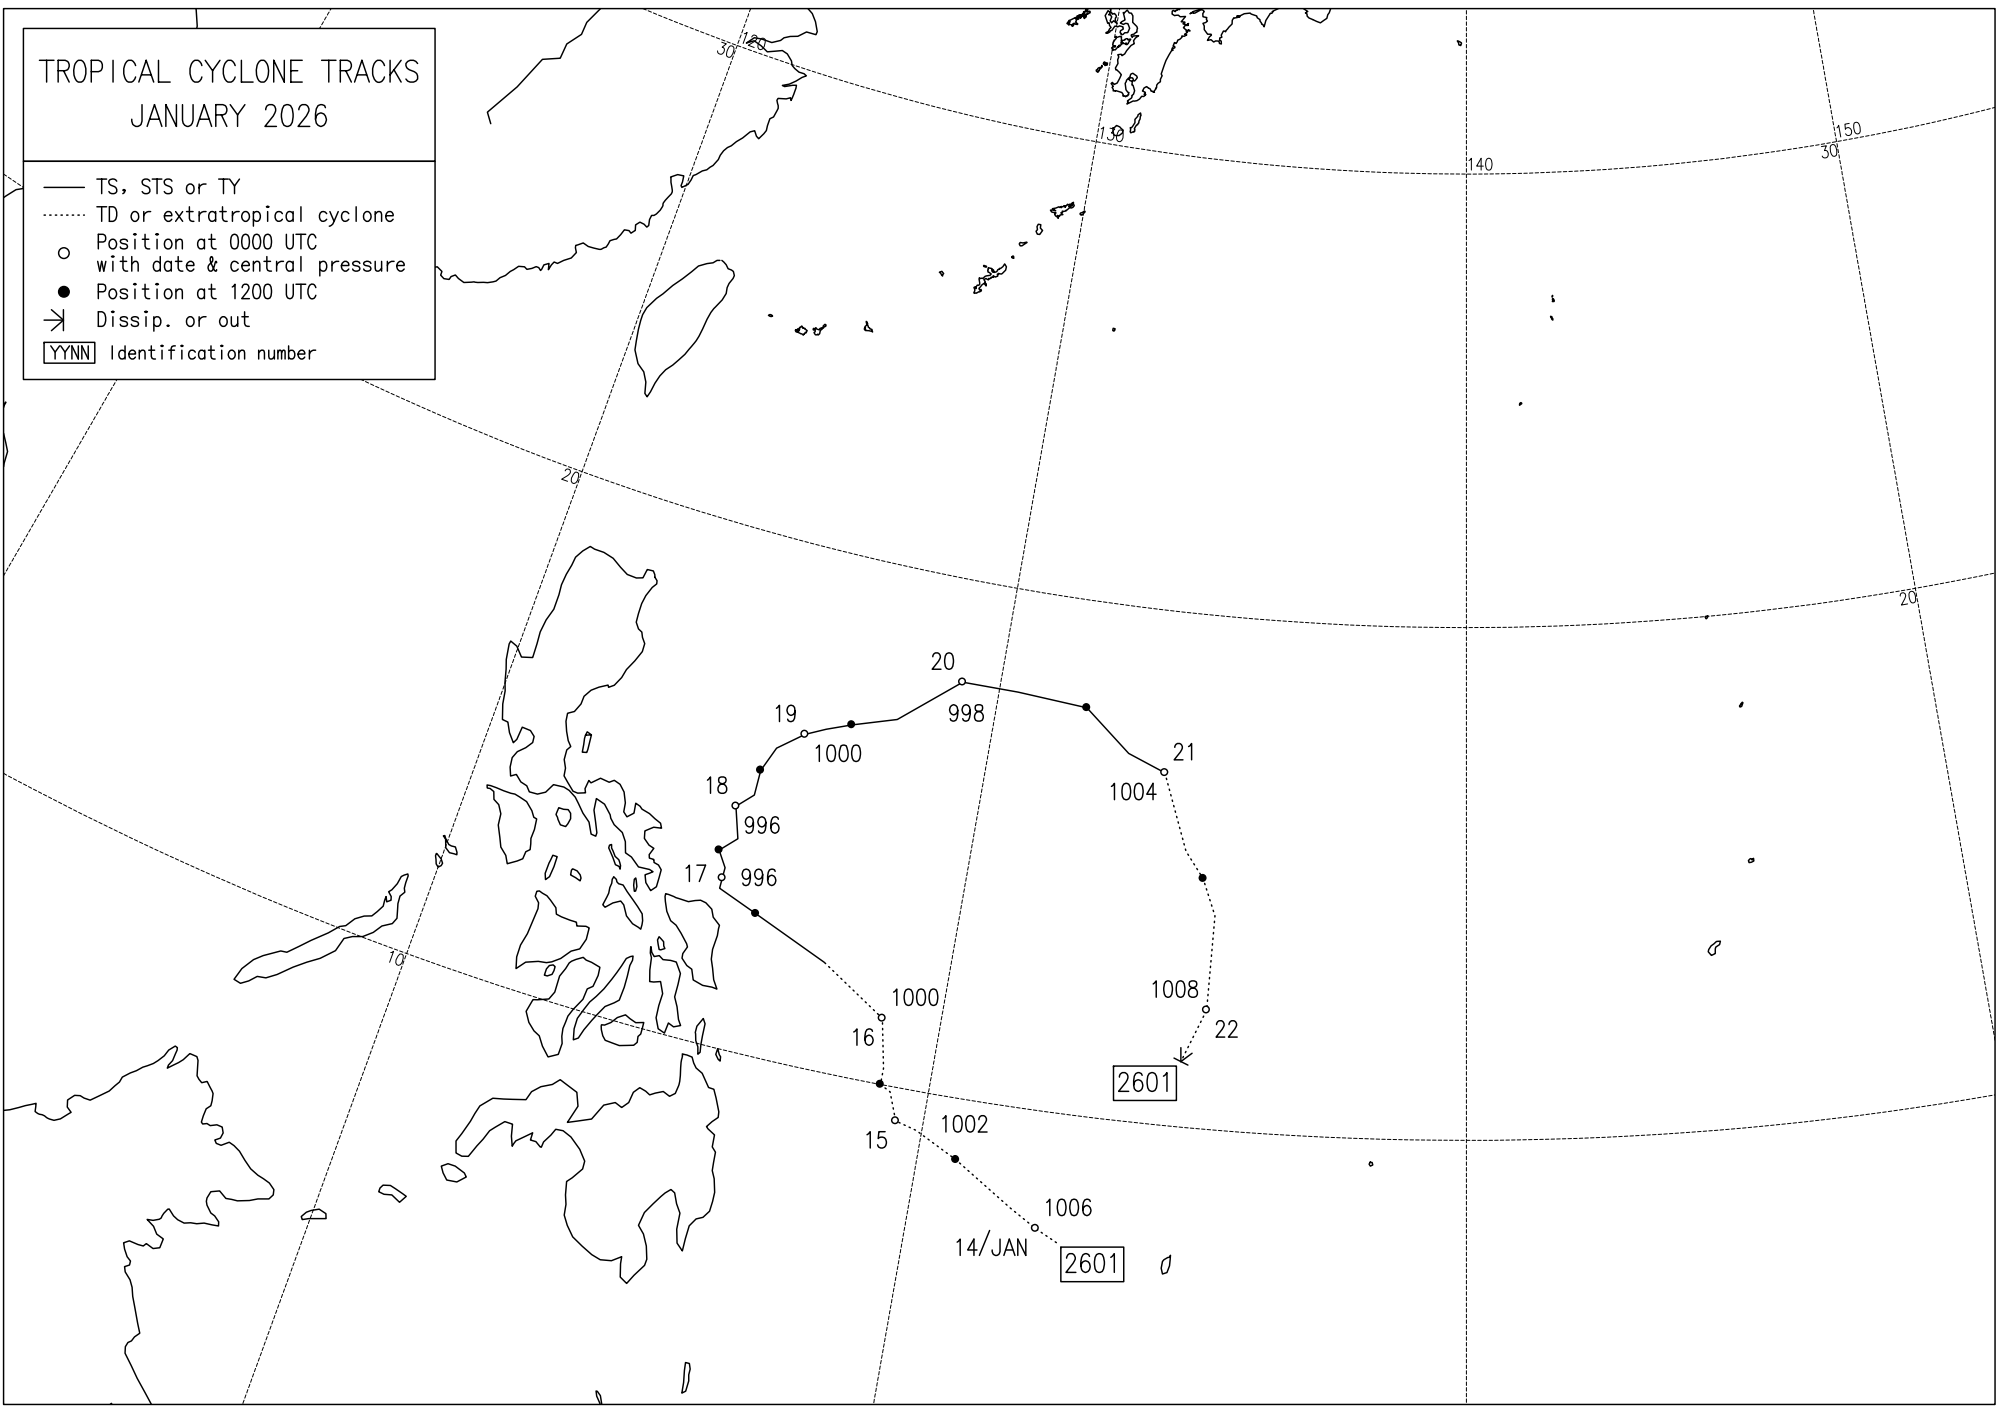 TROPICAL CYCLONE TRACKS
JANUARY 2026
TS, STS or TY
TD or extratropical cyclone
Position at 0000 UTC
with date & central pressure
Position at 1200 UTC
Dissip. or out
YYNN Identification number
30
120
130
140
150
30
20
20
10
20
998
19
1000
21
1004
18
996
17
996
1000
16
1008
22
2601
15
1002
1006
14/JAN
2601